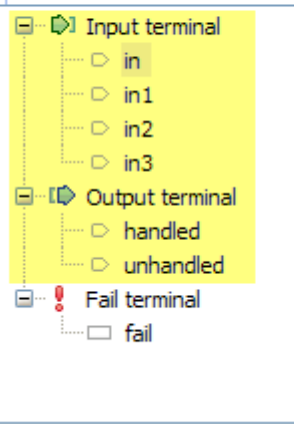 Input terminal
in
in1
in2
in3
Output terminal
handled
unhandled
Fail terminal
fail